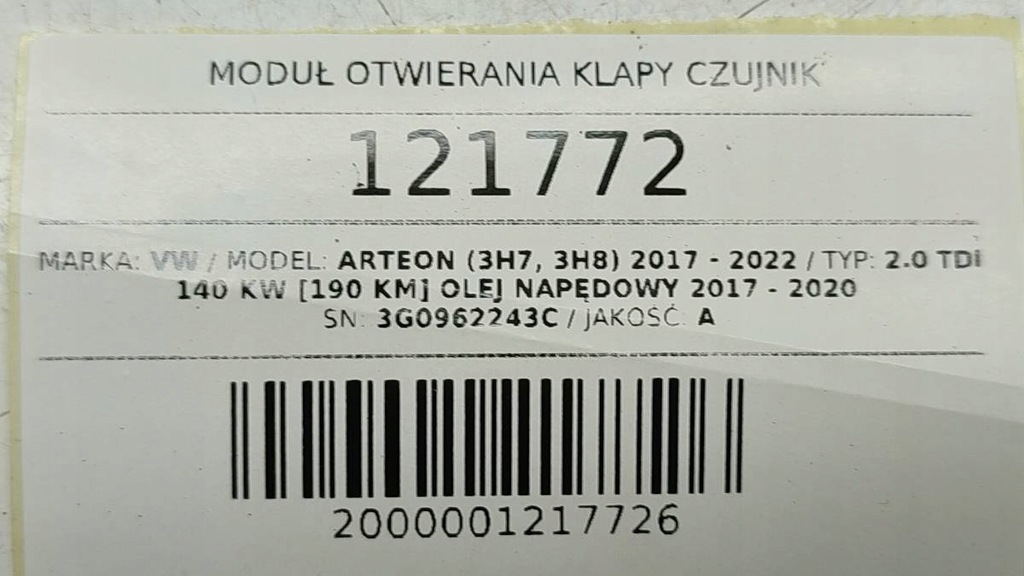 MODUŁ OTWIERANIA KLAPY CZUJNIK
121772
MARKA: VW / MODEL: ARTEON (3H7, 3H8) 2017 - 2022 / TYP: 2.0 TDI
140 KW [190 KM] OLEJ NAPĘDOWY 2017 - 2020
SN: 3G0962243C / JAKOŚĆ: A
2000001217726